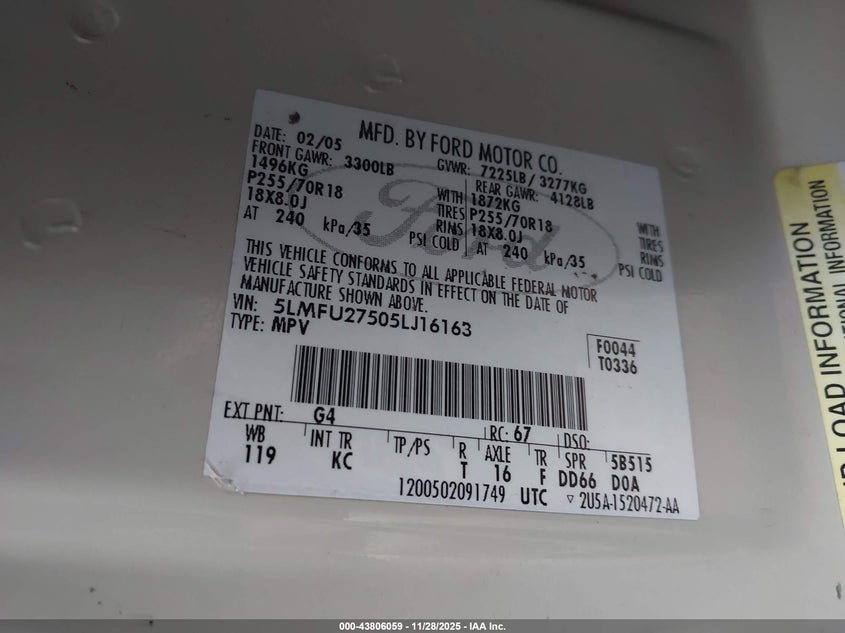 MFD. BY FORD MOTOR CO.
DATE: 02/05 GVWR: 7225LB / 3277KG
FRONT GAWR: 3300LB REAR GAWR: 4128LB
1496KG WITH 1872KG WITH
P255/70R18 TIRES P255/70R18 TIRES
18X8.0J RIMS 18X8.0J RIMS
AT 240 kPa/35 PSI COLD AT 240 kPa/35 PSI COLD
Ford
THIS VEHICLE CONFORMS TO ALL APPLICABLE FEDERAL MOTOR
VEHICLE SAFETY STANDARDS IN EFFECT ON THE DATE OF
MANUFACTURE SHOWN ABOVE.
VIN: 5LMFU27505LJ16163
TYPE: MPV
F0044
T0336
EXT PNT: G4 RC: 67 DSO:
WB INT TR TP/PS R AXLE TR SPR 5B515
119 KC T 16 F DD66 D0A
1200502091749 UTC ▽ 2U5A-1520472-AA
LOAD INFORMATION
INFORMATION
000-43806059 - 11/28/2025 - IAA Inc.